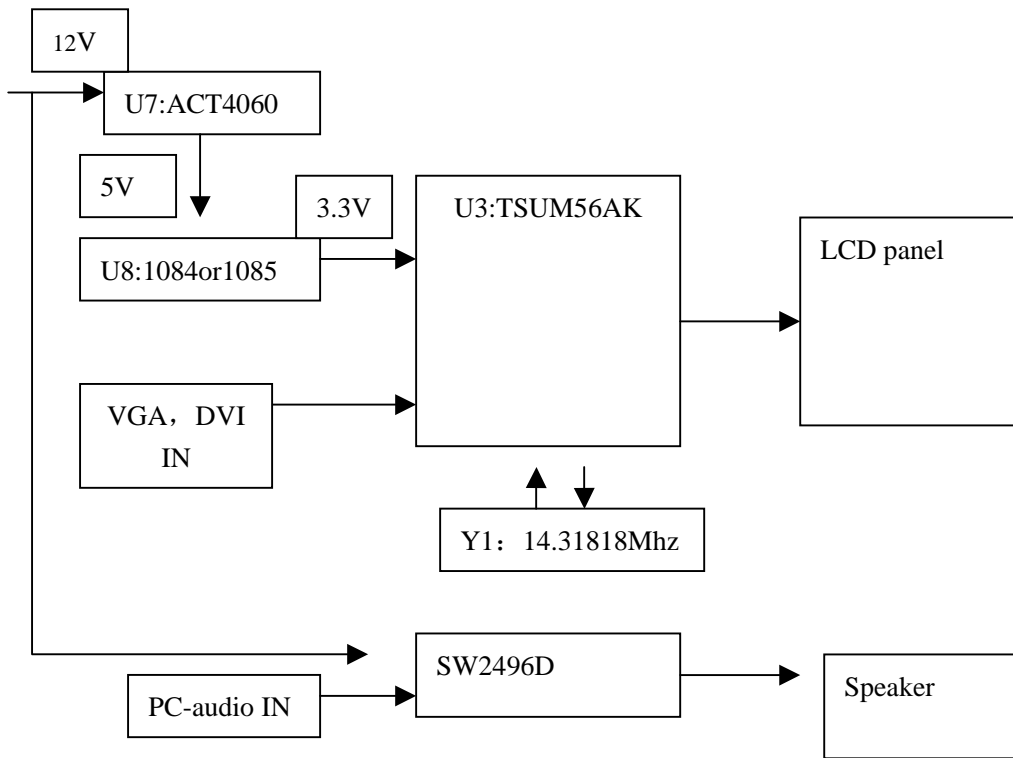 12V
U7:ACT4060
5V
3.3V
U3:TSUM56AK
LCD panel
U8:1084or1085
VGA，DVI
IN
Y1：14.31818Mhz
SW2496D
Speaker
PC-audio IN